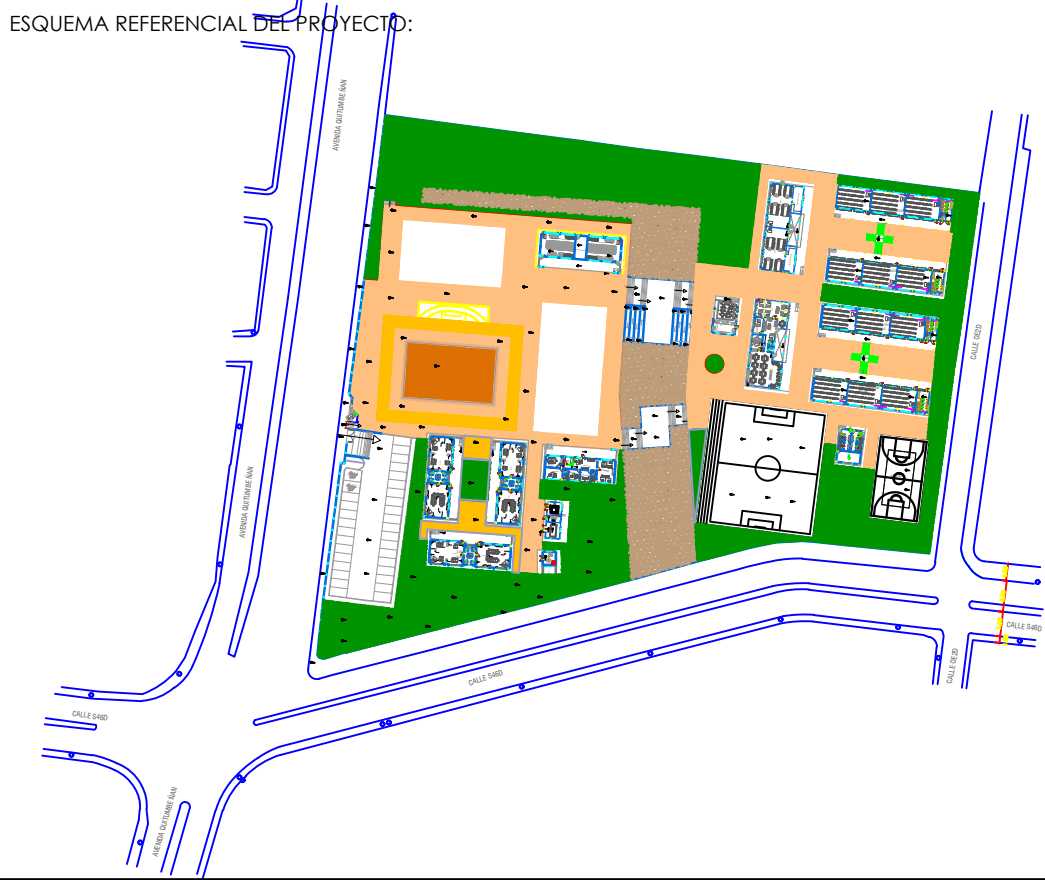 ESQUEMA REFERENCIAL DEL PROYECTO:
AVENIDA QUITUMBE ÑAN
CALLE OE2D
AVENIDA QUITUMBE ÑAN
CALLE S46D
CALLE OE2D
CALLE S46D
CALLE S46D
AVENIDA QUITUMBE ÑAN